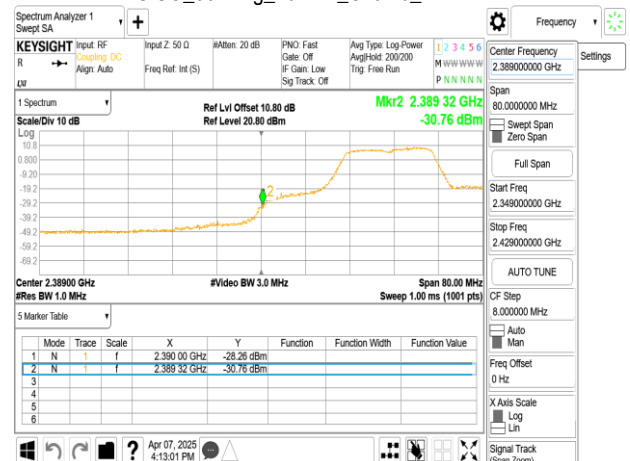 Spectrum Analyzer 1
Swept SA
+
Frequency
KEYSIGHT
R
Input: RF
Coupling: DC
Align: Auto
Input Z: 50 Ω
Freq Ref: Int (S)
#Atten: 20 dB
PNO: Fast
Gate: Off
IF Gain: Low
Sig Track: Off
Avg Type: Log-Power
Avg|Hold: 200/200
Trig: Free Run
1 2 3 4 5 6
M W W W W W
P N N N N N
Center Frequency
2.389000000 GHz
Settings
Span
80.0000000 MHz
Swept Span
Zero Span
Full Span
Start Freq
2.349000000 GHz
Stop Freq
2.429000000 GHz
AUTO TUNE
CF Step
8.000000 MHz
Auto
Man
Freq Offset
0 Hz
X Axis Scale
Log
Lin
Signal Track
(Span Zoom)
1 Spectrum
Scale/Div 10 dB
Ref Lvl Offset 10.80 dB
Ref Level 20.80 dBm
Mkr2 2.389 32 GHz
-30.76 dBm
Log
10.8
0.800
-9.20
-19.2
-29.2
-39.2
-49.2
-59.2
-69.2
2
Center 2.38900 GHz
#Res BW 1.0 MHz
#Video BW 3.0 MHz
Span 80.00 MHz
Sweep 1.00 ms (1001 pts)
5 Marker Table
Mode Trace Scale X Y Function Function Width Function Value
1 N 1 f 2.390 00 GHz -28.26 dBm
2 N 1 f 2.389 32 GHz -30.76 dBm
3
4
5
6
?
Apr 07, 2025
4:13:01 PM